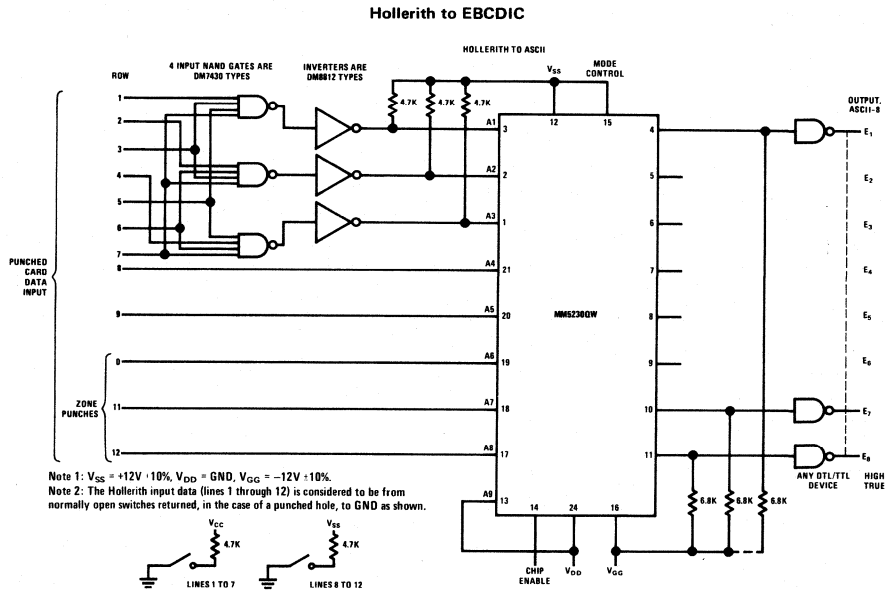 Hollerith to EBCDIC
HOLLERITH TO ASCII
4 INPUT NAND GATES ARE
DM7430 TYPES
INVERTERS ARE
DM8812 TYPES
VSS
MODE
CONTROL
ROW
OUTPUT,
ASCII-8
1
2
3
4
5
6
7
8
9
0
11
12
PUNCHED
CARD
DATA
INPUT
ZONE
PUNCHES
4.7K
4.7K
4.7K
A1
A2
A3
A4
A5
A6
A7
A8
A9
3
2
1
21
20
19
18
17
13
12
15
MM5230QW
4
5
6
7
8
9
10
11
14
24
16
E1
E2
E3
E4
E5
E6
E7
E8
ANY DTL/TTL
DEVICE
HIGH
TRUE
6.8K
6.8K
6.8K
CHIP
ENABLE
VDD
VGG
Note 1: VSS = +12V ±10%, VDD = GND, VGG = −12V ±10%.
Note 2: The Hollerith input data (lines 1 through 12) is considered to be from
normally open switches returned, in the case of a punched hole, to GND as shown.
VCC
4.7K
LINES 1 TO 7
VSS
4.7K
LINES 8 TO 12